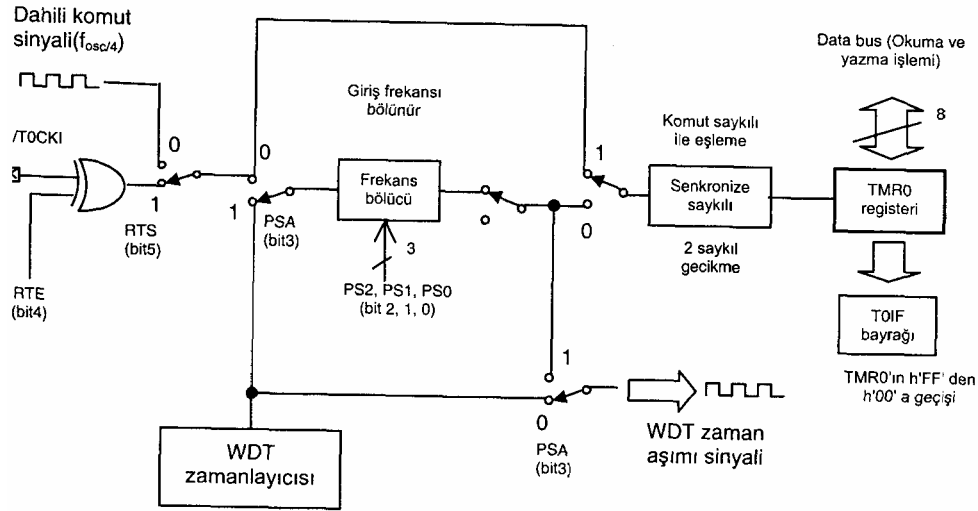 Dahili komut
sinyali(fosc/4)
/T0CKI
RTE
(bit4)
0
1
RTS
(bit5)
0
1
PSA
(bit3)
Giriş frekansı
bölünür
Frekans
bölücü
3
PS2, PS1, PS0
(bit 2, 1, 0)
1
0
Komut saykılı
ile eşleme
Senkronize
saykılı
2 saykıl
gecikme
Data bus (Okuma ve
yazma işlemi)
8
TMR0
registeri
T0IF
bayrağı
TMR0'ın h'FF' den
h'00' a geçişi
WDT
zamanlayıcısı
1
0
PSA
(bit3)
WDT zaman
aşımı sinyali